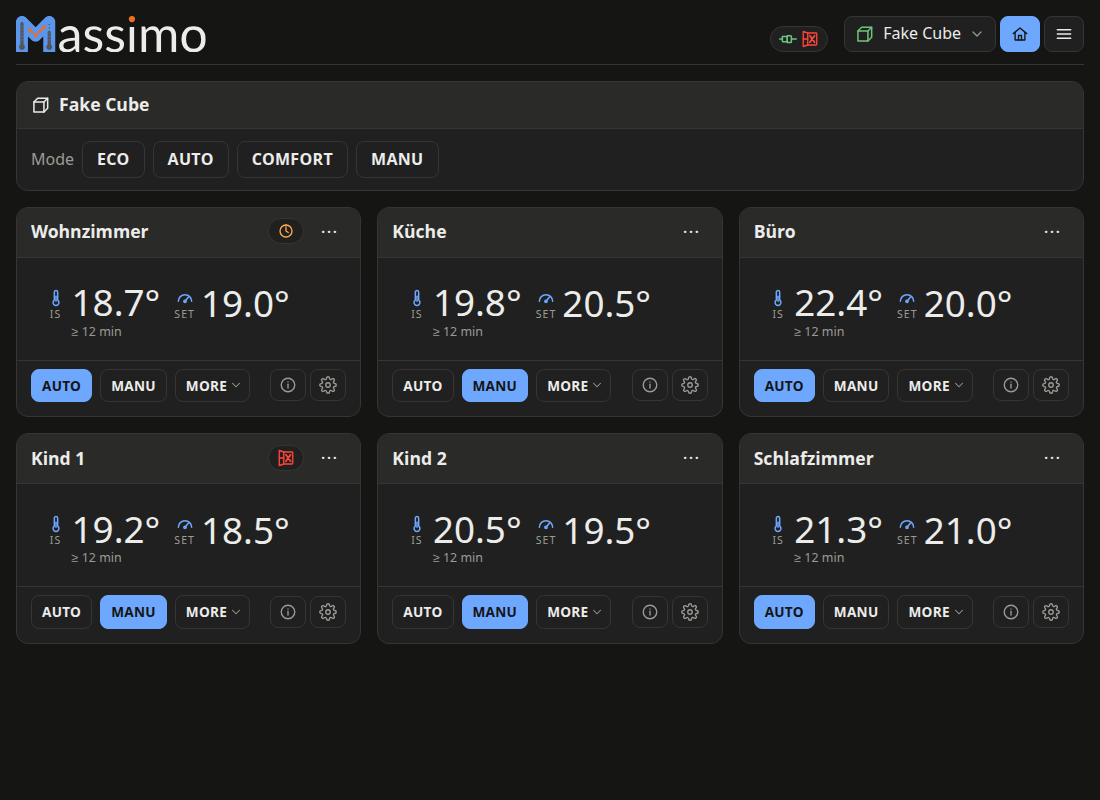 Massimo
Fake Cube
Fake Cube
Mode ECO AUTO COMFORT MANU
Wohnzimmer
IS 18.7° SET 19.0°
≥ 12 min
AUTO MANU MORE
Küche
IS 19.8° SET 20.5°
≥ 12 min
AUTO MANU MORE
Büro
IS 22.4° SET 20.0°
≥ 12 min
AUTO MANU MORE
Kind 1
IS 19.2° SET 18.5°
≥ 12 min
AUTO MANU MORE
Kind 2
IS 20.5° SET 19.5°
≥ 12 min
AUTO MANU MORE
Schlafzimmer
IS 21.3° SET 21.0°
≥ 12 min
AUTO MANU MORE